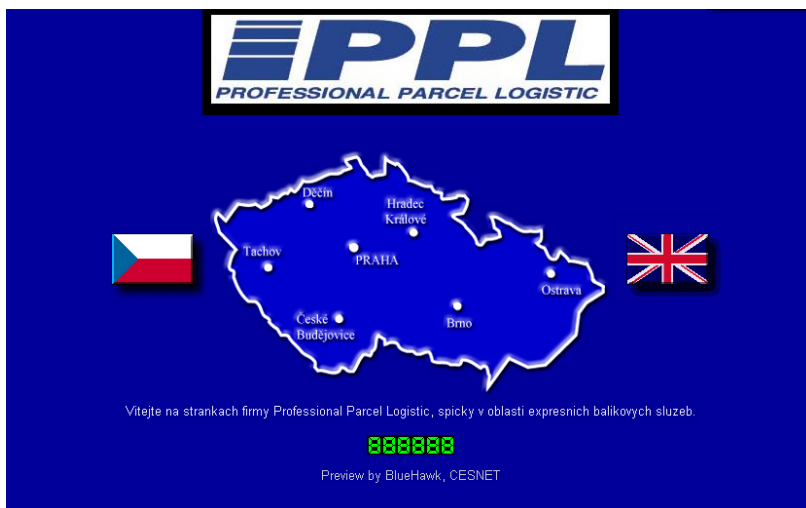 PPL
PROFESSIONAL PARCEL LOGISTIC
Děčín
Hradec
Králové
Tachov
PRAHA
Ostrava
České
Budějovice
Brno
Vitejte na strankach firmy Professional Parcel Logistic, spicky v oblasti expresnich balikovych sluzeb.
888888
Preview by BlueHawk, CESNET